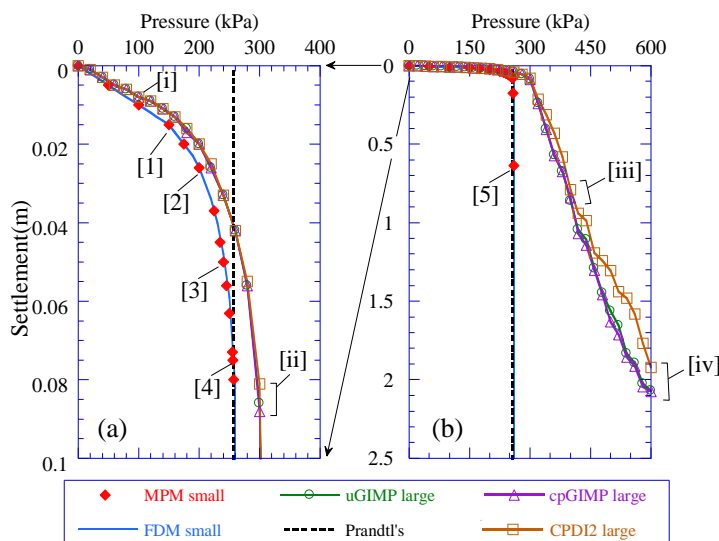 Pressure (kPa)
0 100 200 300 400
Pressure (kPa)
0 150 300 450 600
Settlement(m)
0
0.02
0.04
0.06
0.08
0.1
[i]
[1]
[2]
[3]
[4]
[ii]
(a)
0
0.5
1
1.5
2
2.5
[iii]
[5]
[iv]
(b)
MPM small
uGIMP large
cpGIMP large
FDM small
Prandtl's
CPDI2 large